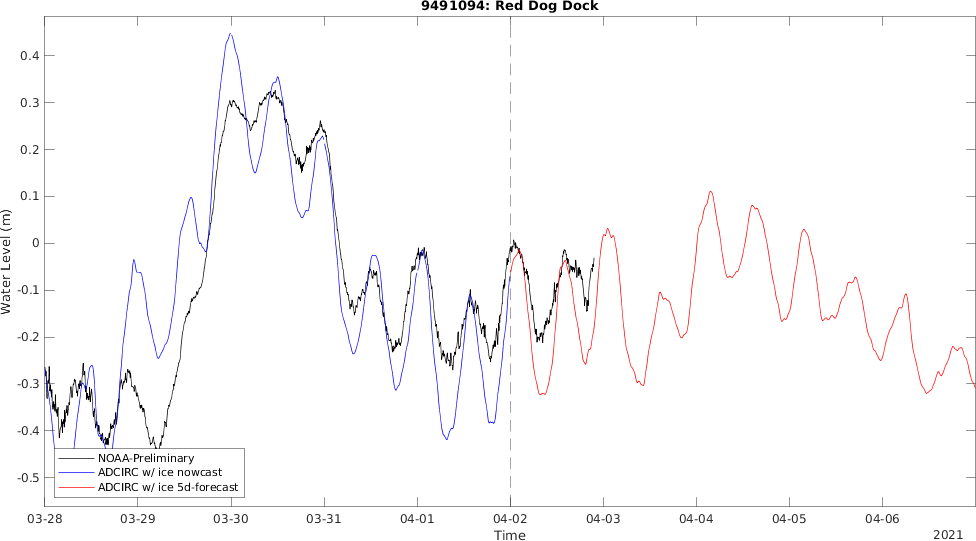 9491094: Red Dog Dock
Water Level (m)
0.4
0.3
0.2
0.1
0
-0.1
-0.2
-0.3
-0.4
-0.5
NOAA-Preliminary
ADCIRC w/ ice nowcast
ADCIRC w/ ice 5d-forecast
03-28 03-29 03-30 03-31 04-01 04-02 04-03 04-04 04-05 04-06
Time
2021